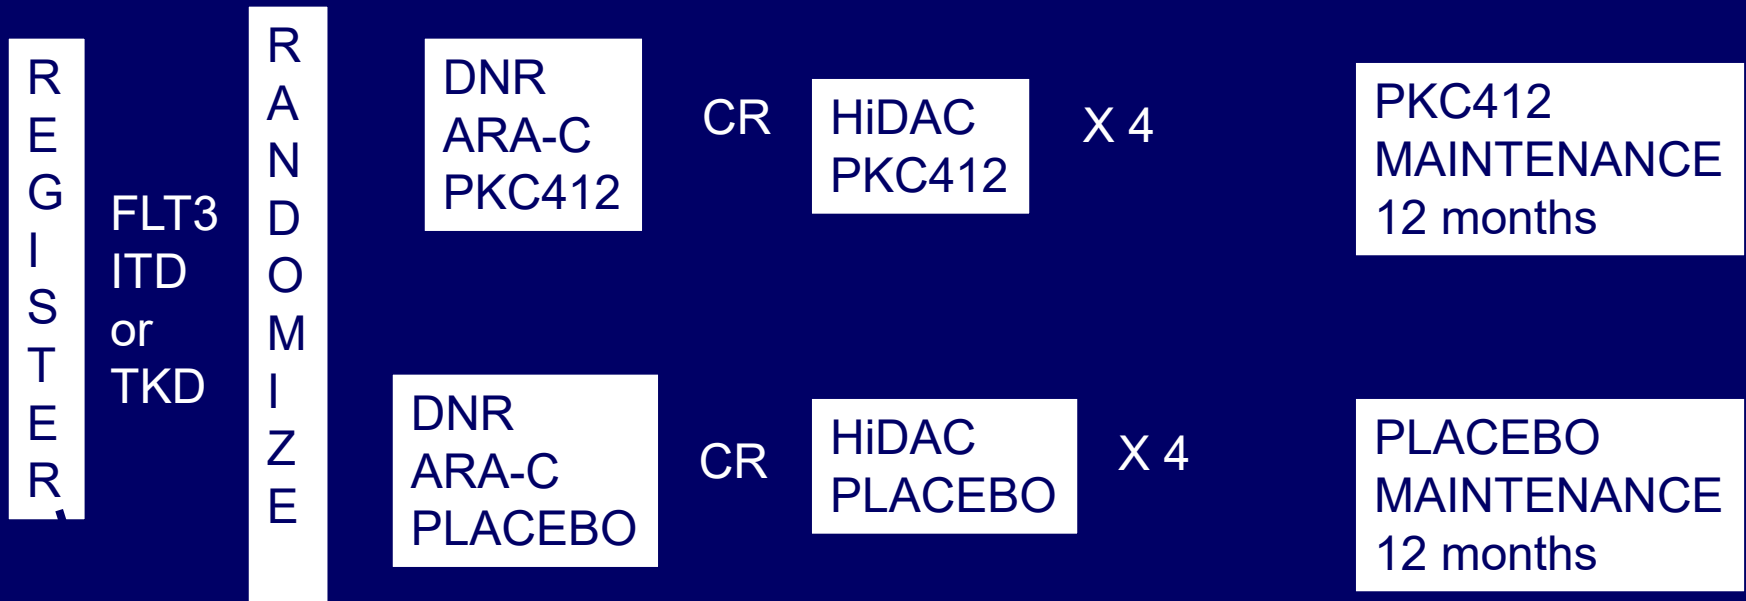 REGISTER
FLT3
ITD
or
TKD
RANDOMIZE
DNR
ARA-C
PKC412
CR
HiDAC
PKC412
X 4
PKC412
MAINTENANCE
12 months
DNR
ARA-C
PLACEBO
CR
HiDAC
PLACEBO
X 4
PLACEBO
MAINTENANCE
12 months